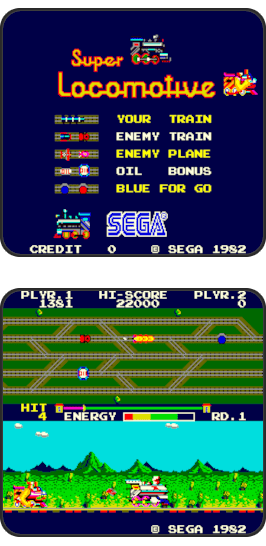 Super
Locomotive
YOUR TRAIN
ENEMY TRAIN
ENEMY PLANE
OIL BONUS
BLUE FOR GO
SEGA®
CREDIT 0 © SEGA 1982
PLYR.1 HI-SCORE PLYR.2
1381 22000 0
HIT
4 ENERGY RD.1
© SEGA 1982